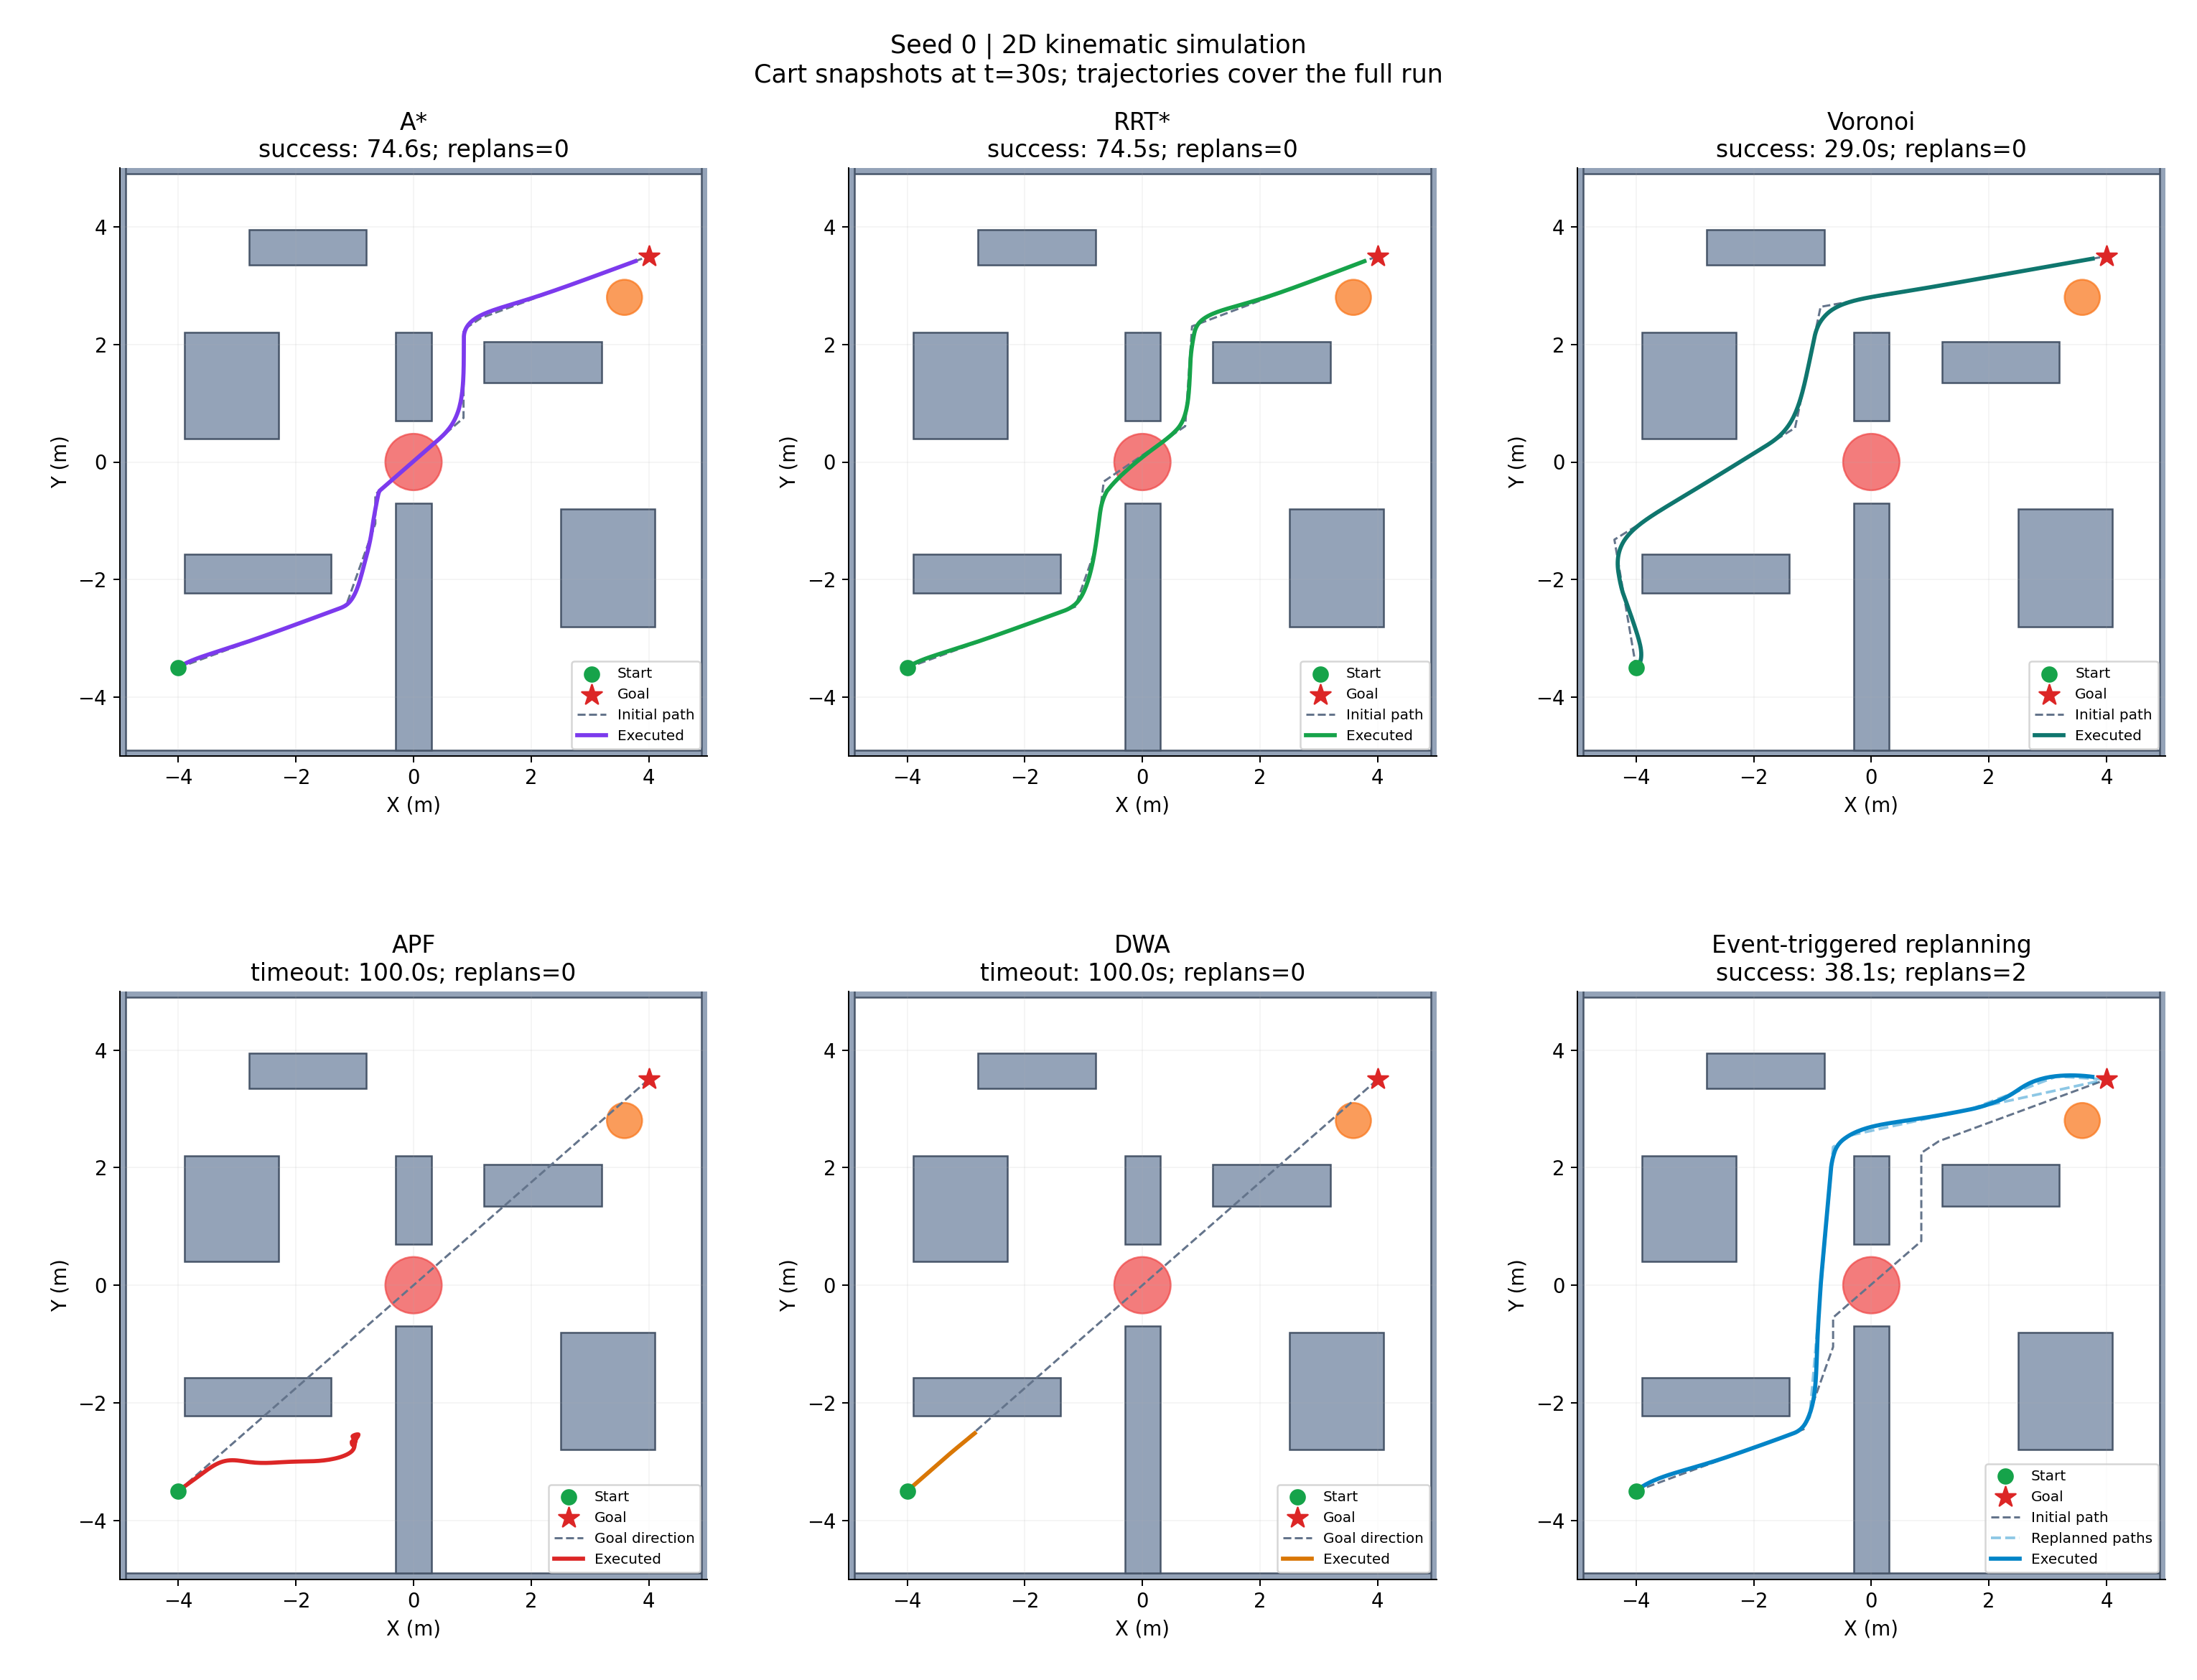 Seed 0 | 2D kinematic simulation
Cart snapshots at t=30s; trajectories cover the full run
A*
success: 74.6s; replans=0
4
2
0
−2
−4
Y (m)
−4 −2 0 2 4
X (m)
Start
Goal
Initial path
Executed
RRT*
success: 74.5s; replans=0
4
2
0
−2
−4
Y (m)
−4 −2 0 2 4
X (m)
Start
Goal
Initial path
Executed
Voronoi
success: 29.0s; replans=0
4
2
0
−2
−4
Y (m)
−4 −2 0 2 4
X (m)
Start
Goal
Initial path
Executed
APF
timeout: 100.0s; replans=0
4
2
0
−2
−4
Y (m)
−4 −2 0 2 4
X (m)
Start
Goal
Goal direction
Executed
DWA
timeout: 100.0s; replans=0
4
2
0
−2
−4
Y (m)
−4 −2 0 2 4
X (m)
Start
Goal
Goal direction
Executed
Event-triggered replanning
success: 38.1s; replans=2
4
2
0
−2
−4
Y (m)
−4 −2 0 2 4
X (m)
Start
Goal
Initial path
Replanned paths
Executed